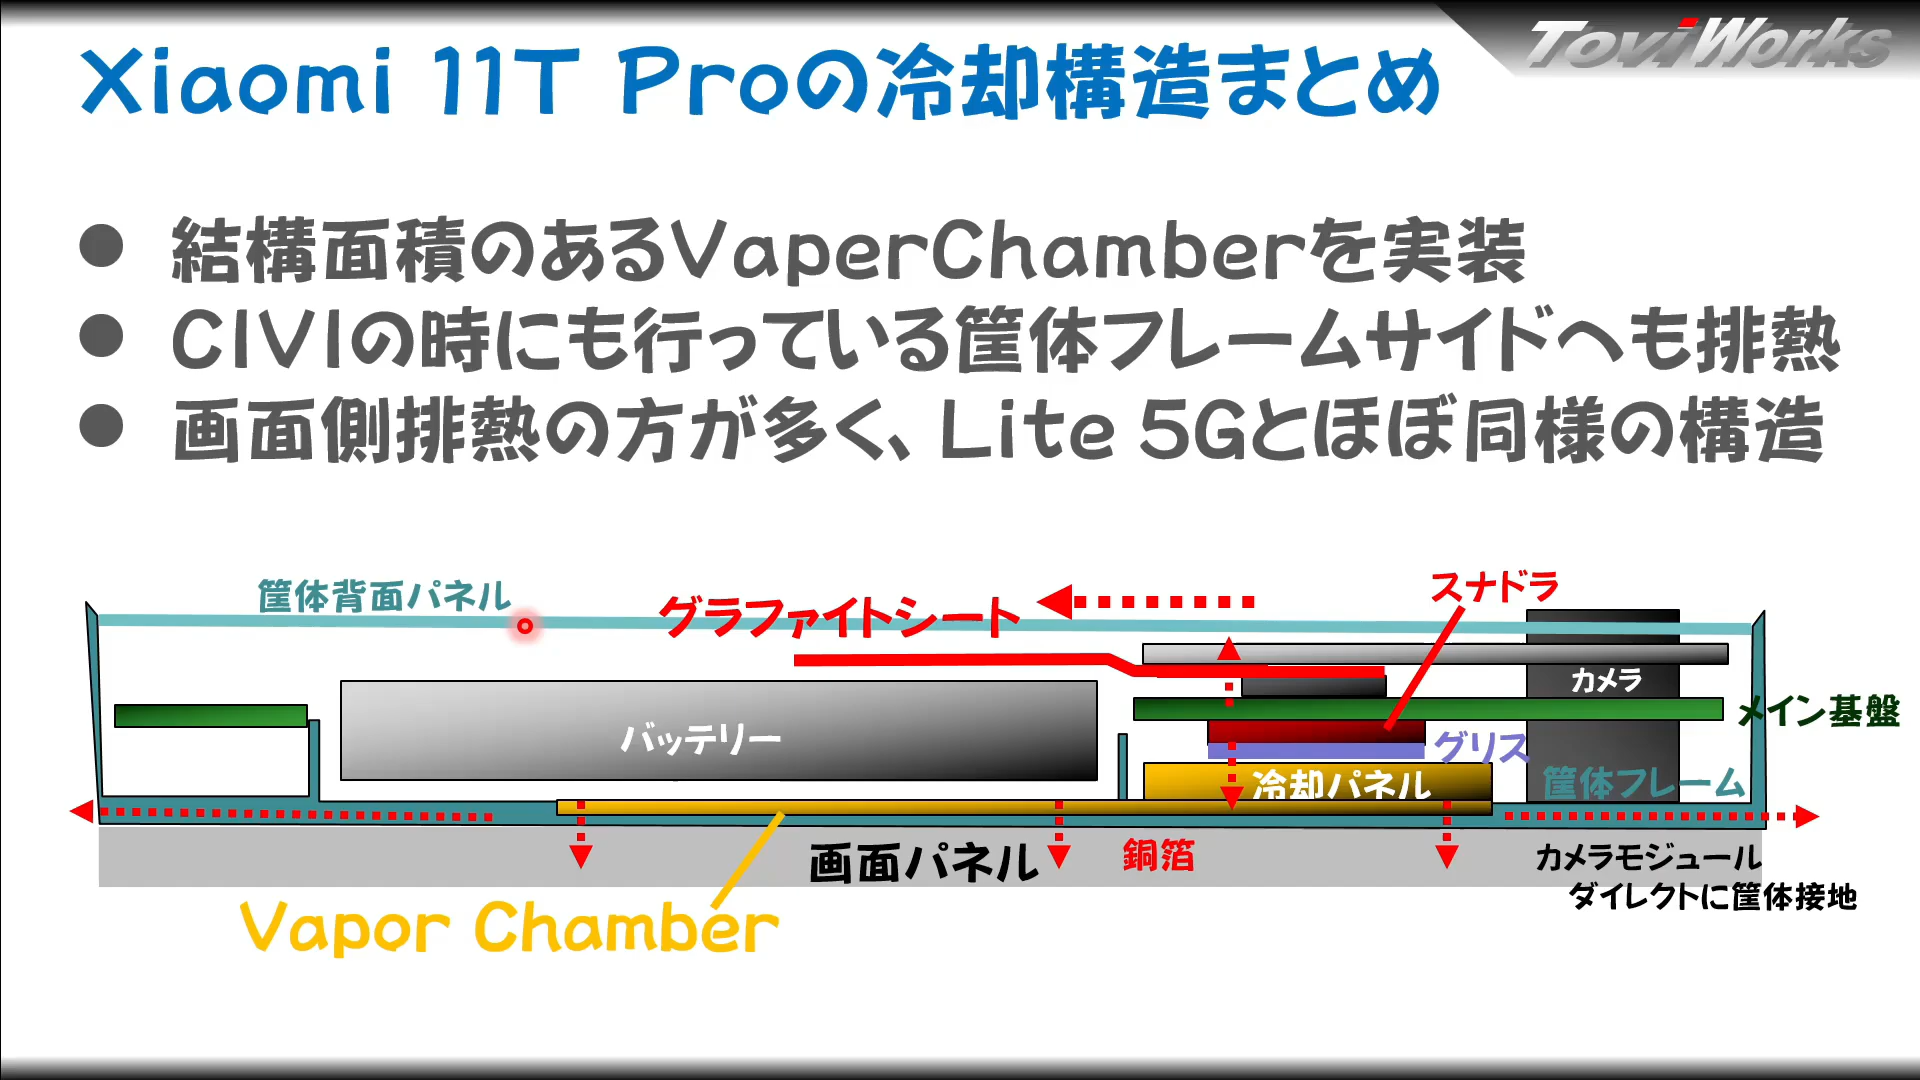 Xiaomi 11T Proの冷却構造まとめ
ToviWorks
結構面積のあるVaperChamberを実装
CIVIの時にも行っている筐体フレームサイドへも排熱
画面側排熱の方が多く、Lite 5Gとほぼ同様の構造
筐体背面パネル
グラファイトシート
スナドラ
カメラ
メイン基盤
バッテリー
グリス
冷却パネル
筐体フレーム
画面パネル
銅箔
カメラモジュール
ダイレクトに筐体接地
Vapor Chamber